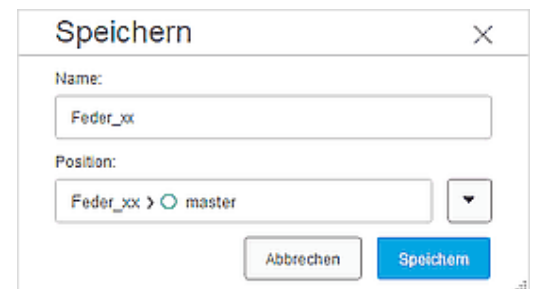 Speichern
Name:
Feder_xx
Position:
Feder_xx > master
Abbrechen Speichern